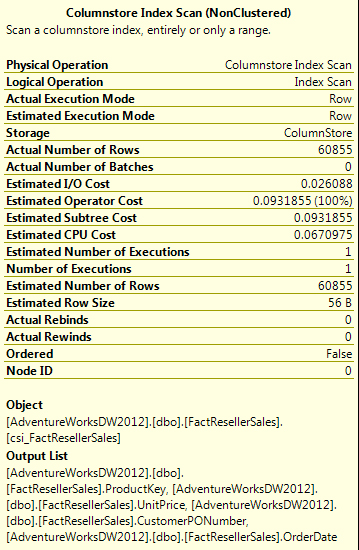 Columnstore Index Scan (NonClustered)
Scan a columnstore index, entirely or only a range.
Physical Operation Columnstore Index Scan
Logical Operation Index Scan
Actual Execution Mode Row
Estimated Execution Mode Row
Storage ColumnStore
Actual Number of Rows 60855
Actual Number of Batches 0
Estimated I/O Cost 0.026088
Estimated Operator Cost 0.0931855 (100%)
Estimated Subtree Cost 0.0931855
Estimated CPU Cost 0.0670975
Estimated Number of Executions 1
Number of Executions 1
Estimated Number of Rows 60855
Estimated Row Size 56 B
Actual Rebinds 0
Actual Rewinds 0
Ordered False
Node ID 0
Object
[AdventureWorksDW2012].[dbo].[FactResellerSales].
[csi_FactResellerSales]
Output List
[AdventureWorksDW2012].[dbo].
[FactResellerSales].ProductKey, [AdventureWorksDW2012].
[dbo].[FactResellerSales].UnitPrice, [AdventureWorksDW2012].
[dbo].[FactResellerSales].CustomerPONumber,
[AdventureWorksDW2012].[dbo].[FactResellerSales].OrderDate